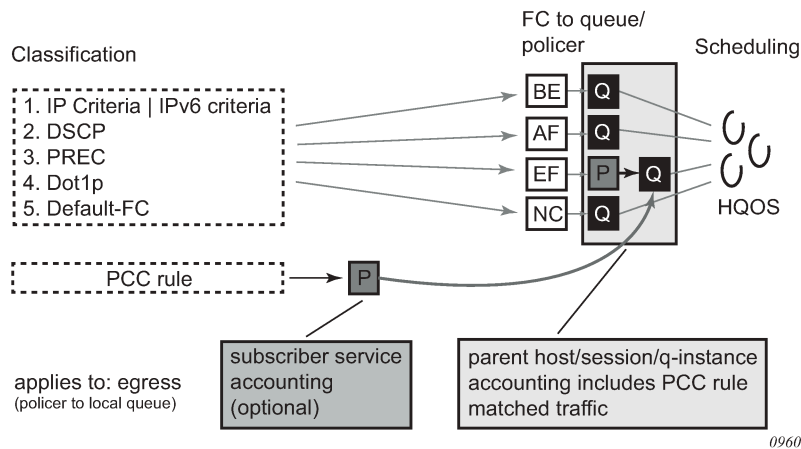 Classification
FC to queue/
policer
Scheduling
1. IP Criteria | IPv6 criteria
2. DSCP
3. PREC
4. Dot1p
5. Default-FC
BE Q
AF Q
EF P Q
NC Q
HQOS
PCC rule
P
subscriber service
accounting
(optional)
parent host/session/q-instance
accounting includes PCC rule
matched traffic
applies to: egress
(policer to local queue)
0960